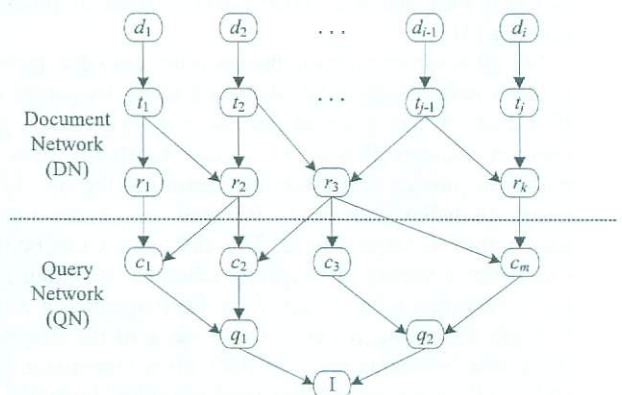 d1 d2 ... di-1 di
t1 t2 ... tj-1 tj
Document
Network
(DN)
r1 r2 r3 rk
c1 c2 c3 cm
Query
Network
(QN)
q1 q2
I